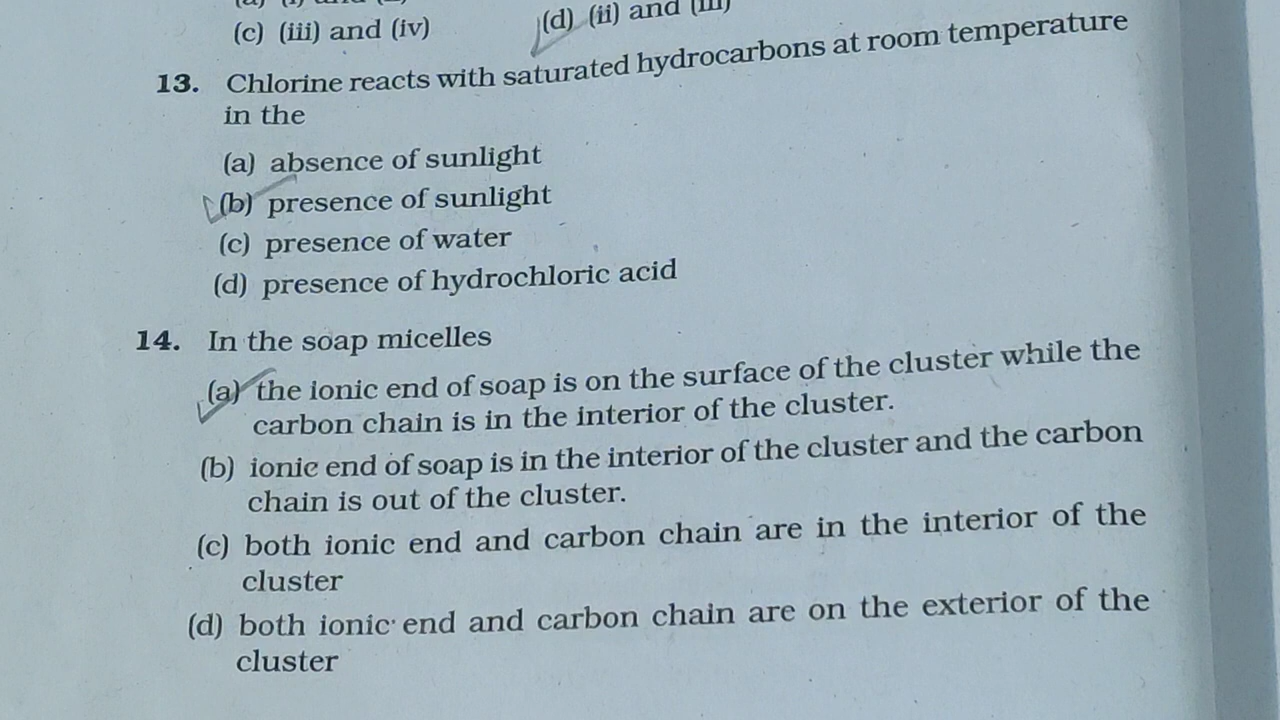 (c) (iii) and (iv) (d) (ii) and (iii)
13. Chlorine reacts with saturated hydrocarbons at room temperature
in the
(a) absence of sunlight
(b) presence of sunlight
(c) presence of water
(d) presence of hydrochloric acid
14. In the soap micelles
(a) the ionic end of soap is on the surface of the cluster while the
carbon chain is in the interior of the cluster.
(b) ionic end of soap is in the interior of the cluster and the carbon
chain is out of the cluster.
(c) both ionic end and carbon chain are in the interior of the
cluster
(d) both ionic end and carbon chain are on the exterior of the
cluster